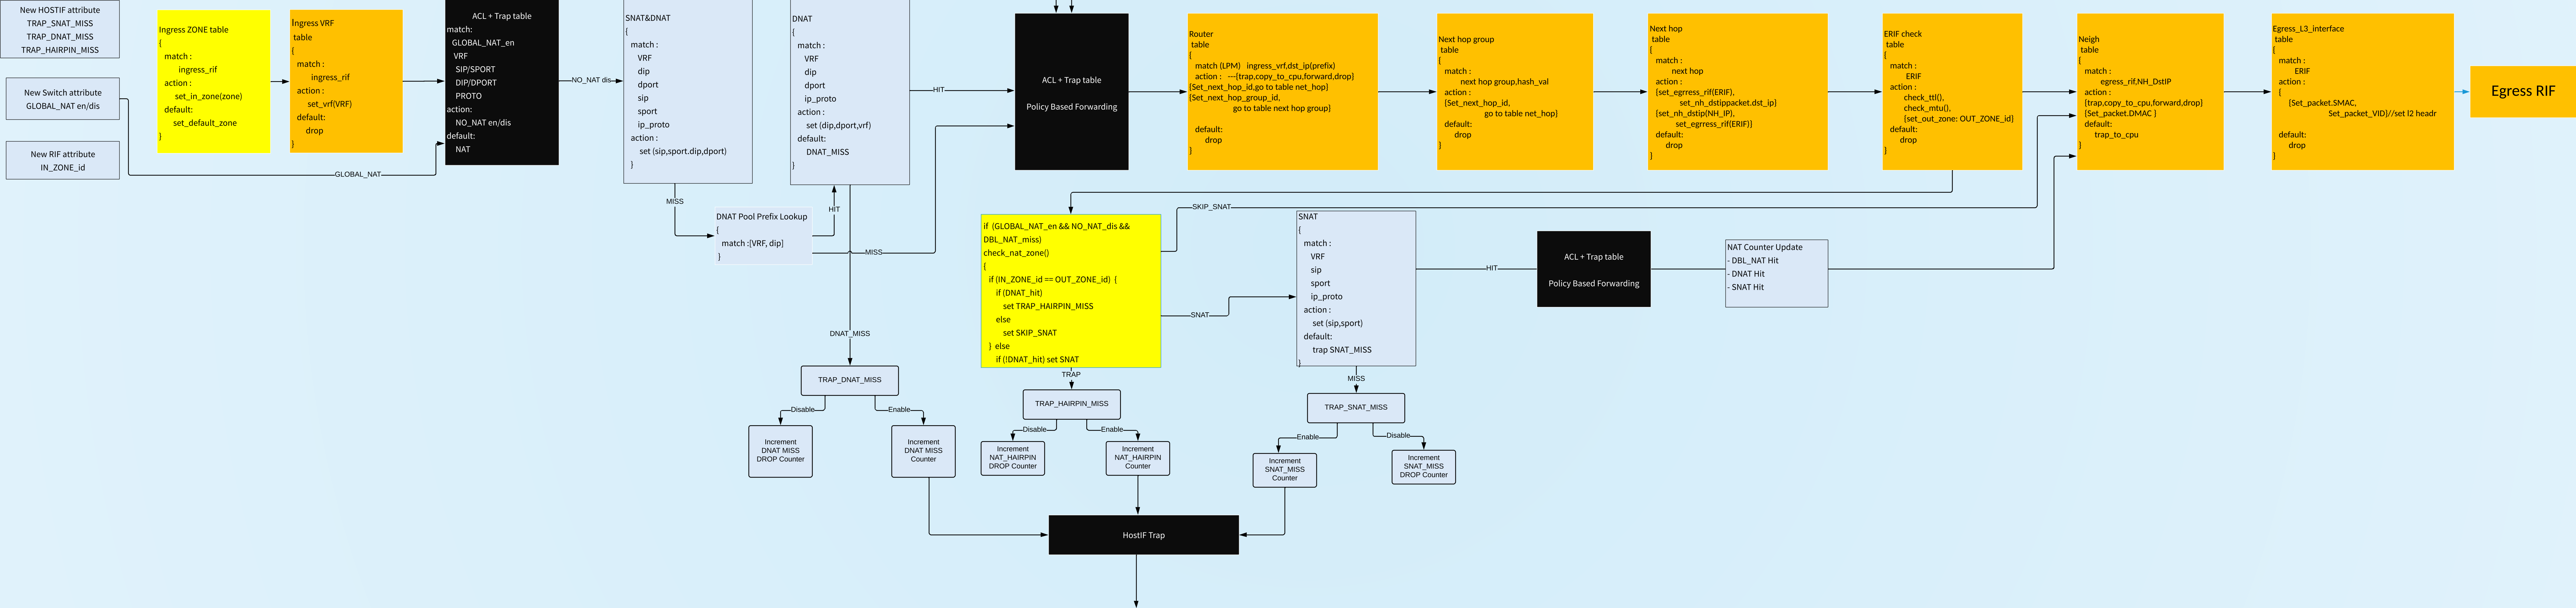 New HOSTIF attribute
TRAP_SNAT_MISS
TRAP_DNAT_MISS
TRAP_HAIRPIN_MISS
New Switch attribute
GLOBAL_NAT en/dis
New RIF attribute
IN_ZONE_id
GLOBAL_NAT
Ingress ZONE table
{
match :
ingress_rif
action :
set_in_zone(zone)
default:
set_default_zone
}
Ingress VRF
table
{
match :
ingress_rif
action :
set_vrf(VRF)
default:
drop
}
ACL + Trap table
match:
GLOBAL_NAT_en
VRF
SIP/SPORT
DIP/DPORT
PROTO
action:
NO_NAT en/dis
default:
NAT
NO_NAT dis
SNAT&DNAT
{
match :
VRF
dip
dport
sip
sport
ip_proto
action :
set (sip,sport.dip,dport)
}
MISS
DNAT Pool Prefix Lookup
{
match :[VRF, dip]
}
HIT
MISS
DNAT
{
match :
VRF
dip
dport
ip_proto
action :
set (dip,dport,vrf)
default:
DNAT_MISS
}
HIT
DNAT_MISS
TRAP_DNAT_MISS
Disable
Enable
Increment
DNAT MISS
DROP Counter
Increment
DNAT MISS
Counter
ACL + Trap table
Policy Based Forwarding
Router
table
{
match (LPM)   ingress_vrf,dst_ip(prefix)
action :   ---{trap,copy_to_cpu,forward,drop}
{Set_next_hop_id,go to table net_hop}
{Set_next_hop_group_id,
go to table next hop group}
default:
drop
}
Next hop group
table
{
match :
next hop group,hash_val
action :
{Set_next_hop_id,
go to table net_hop}
default:
drop
}
Next hop
table
{
match :
next hop
action :
{set_egrress_rif(ERIF),
set_nh_dstippacket.dst_ip}
{set_nh_dstip(NH_IP),
set_egrress_rif(ERIF)]
default:
drop
}
ERIF check
table
{
match :
ERIF
action :
check_ttl(),
check_mtu(),
{set_out_zone: OUT_ZONE_id}
default:
drop
}
Neigh
table
{
match :
egress_rif,NH_DstIP
action :
{trap,copy_to_cpu,forward,drop}
{Set_packet.DMAC }
default:
trap_to_cpu
}
Egress_L3_interface
table
{
match :
ERIF
action :
{
{Set_packet.SMAC,
Set_packet_VID}//set l2 headr
default:
drop
}
Egress RIF
if  (GLOBAL_NAT_en && NO_NAT_dis &&
DBL_NAT_miss)
check_nat_zone()
{
if (IN_ZONE_id == OUT_ZONE_id)  {
if (DNAT_hit)
set TRAP_HAIRPIN_MISS
else
set SKIP_SNAT
}  else
if (!DNAT_hit) set SNAT
SKIP_SNAT
SNAT
TRAP
TRAP_HAIRPIN_MISS
Disable
Enable
Increment
NAT_HAIRPIN
DROP Counter
Increment
NAT_HAIRPIN
Counter
SNAT
{
match :
VRF
sip
sport
ip_proto
action :
set (sip,sport)
default:
trap SNAT_MISS
}
HIT
MISS
TRAP_SNAT_MISS
Enable
Disable
Increment
SNAT_MISS
Counter
Increment
SNAT_MISS
DROP Counter
ACL + Trap table
Policy Based Forwarding
NAT Counter Update
- DBL_NAT Hit
- DNAT Hit
- SNAT Hit
HostIF Trap